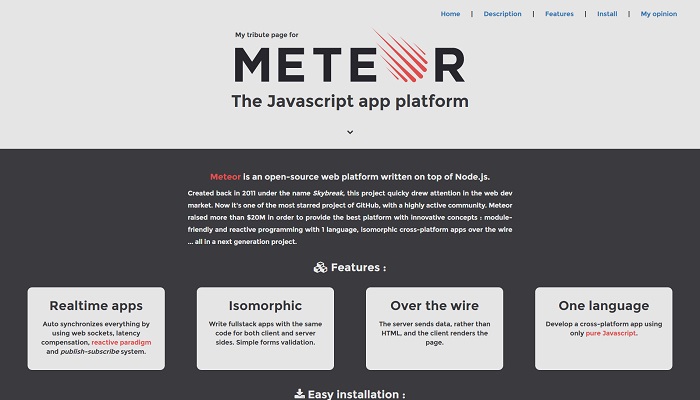 Home | Description | Features | Install | My opinion
My tribute page for
METEOR
The Javascript app platform
Meteor is an open-source web platform written on top of Node.js.
Created back in 2011 under the name Skybreak, this project quicky drew attention in the web dev
market. Now it's one of the most starred project of GitHub, with a highly active community. Meteor
raised more than $20M in order to provide the best platform with innovative concepts : module-
friendly and reactive programming with 1 language, isomorphic cross-platform apps over the wire
... all in a next generation project.
Features :
Realtime apps
Auto synchronizes everything by
using web sockets, latency
compensation, reactive paradigm
and publish-subscribe system.
Isomorphic
Write fullstack apps with the same
code for both client and server
sides. Simple forms validation.
Over the wire
The server sends data, rather than
HTML, and the client renders the
page.
One language
Develop a cross-platform app using
only pure Javascript.
Easy installation :